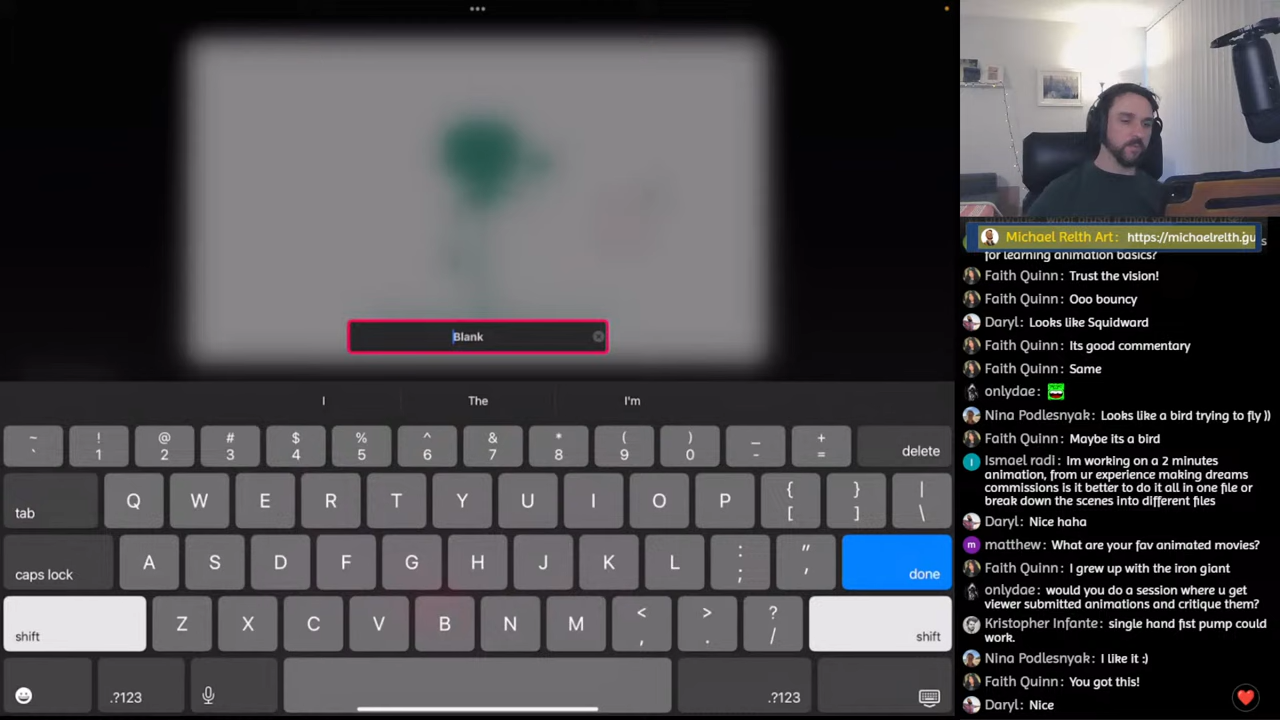 Blank
I
The
I'm
~ ! @ # $ % ^ & * ( ) _ +
` 1 2 3 4 5 6 7 8 9 0 - = delete
tab Q W E R T Y U I O P { [ } ] | \
caps lock A S D F G H J K L : ; " ' done
shift Z X C V B N M < , > . ? / shift
.?123 .?123
Michael Relth Art: https://michaelrelth.gu
for learning animation basics?
Faith Quinn: Trust the vision!
Faith Quinn: Ooo bouncy
Daryl: Looks like Squidward
Faith Quinn: Its good commentary
Faith Quinn: Same
onlydae:
Nina Podlesnyak: Looks like a bird trying to fly ))
Faith Quinn: Maybe its a bird
Ismael radi: Im working on a 2 minutes
animation, from ur experience making dreams
commissions is it better to do it all in one file or
break down the scenes into different files
Daryl: Nice haha
matthew: What are your fav animated movies?
Faith Quinn: I grew up with the iron giant
onlydae: would you do a session where u get
viewer submitted animations and critique them?
Kristopher Infante: single hand fist pump could
work.
Nina Podlesnyak: I like it :)
Faith Quinn: You got this!
Daryl: Nice